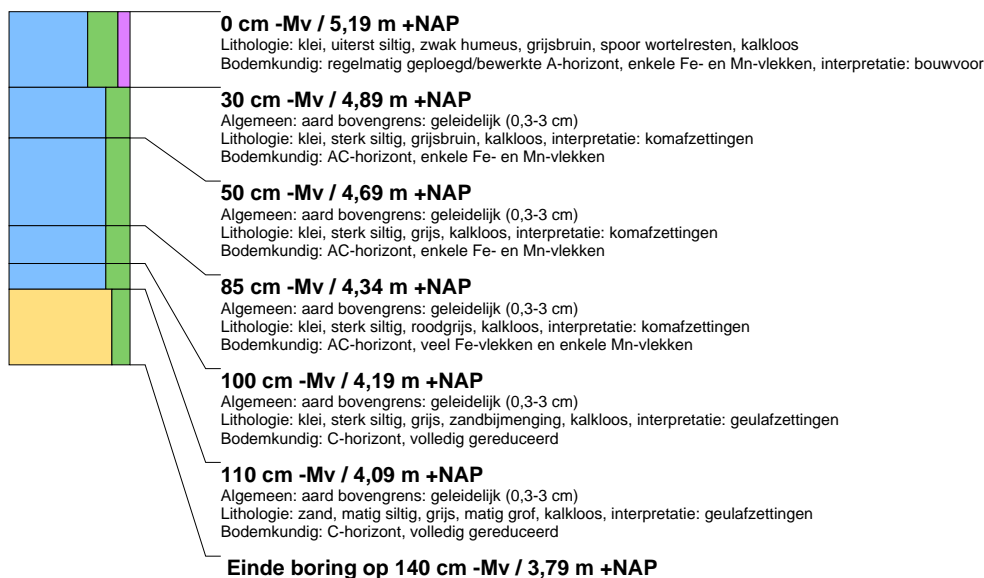 0 cm -Mv / 5,19 m +NAP
Lithologie: klei, uiterst siltig, zwak humeus, grijsbruin, spoor wortelresten, kalkloos
Bodemkundig: regelmatig geploegd/bewerkte A-horizont, enkele Fe- en Mn-vlekken, interpretatie: bouwvoor
30 cm -Mv / 4,89 m +NAP
Algemeen: aard bovengrens: geleidelijk (0,3-3 cm)
Lithologie: klei, sterk siltig, grijsbruin, kalkloos, interpretatie: komafzettingen
Bodemkundig: AC-horizont, enkele Fe- en Mn-vlekken
50 cm -Mv / 4,69 m +NAP
Algemeen: aard bovengrens: geleidelijk (0,3-3 cm)
Lithologie: klei, sterk siltig, grijs, kalkloos, interpretatie: komafzettingen
Bodemkundig: AC-horizont, enkele Fe- en Mn-vlekken
85 cm -Mv / 4,34 m +NAP
Algemeen: aard bovengrens: geleidelijk (0,3-3 cm)
Lithologie: klei, sterk siltig, roodgrijs, kalkloos, interpretatie: komafzettingen
Bodemkundig: AC-horizont, veel Fe-vlekken en enkele Mn-vlekken
100 cm -Mv / 4,19 m +NAP
Algemeen: aard bovengrens: geleidelijk (0,3-3 cm)
Lithologie: klei, sterk siltig, grijs, zandbijmenging, kalkloos, interpretatie: geulafzettingen
Bodemkundig: C-horizont, volledig gereduceerd
110 cm -Mv / 4,09 m +NAP
Algemeen: aard bovengrens: geleidelijk (0,3-3 cm)
Lithologie: zand, matig siltig, grijs, matig grof, kalkloos, interpretatie: geulafzettingen
Bodemkundig: C-horizont, volledig gereduceerd
Einde boring op 140 cm -Mv / 3,79 m +NAP